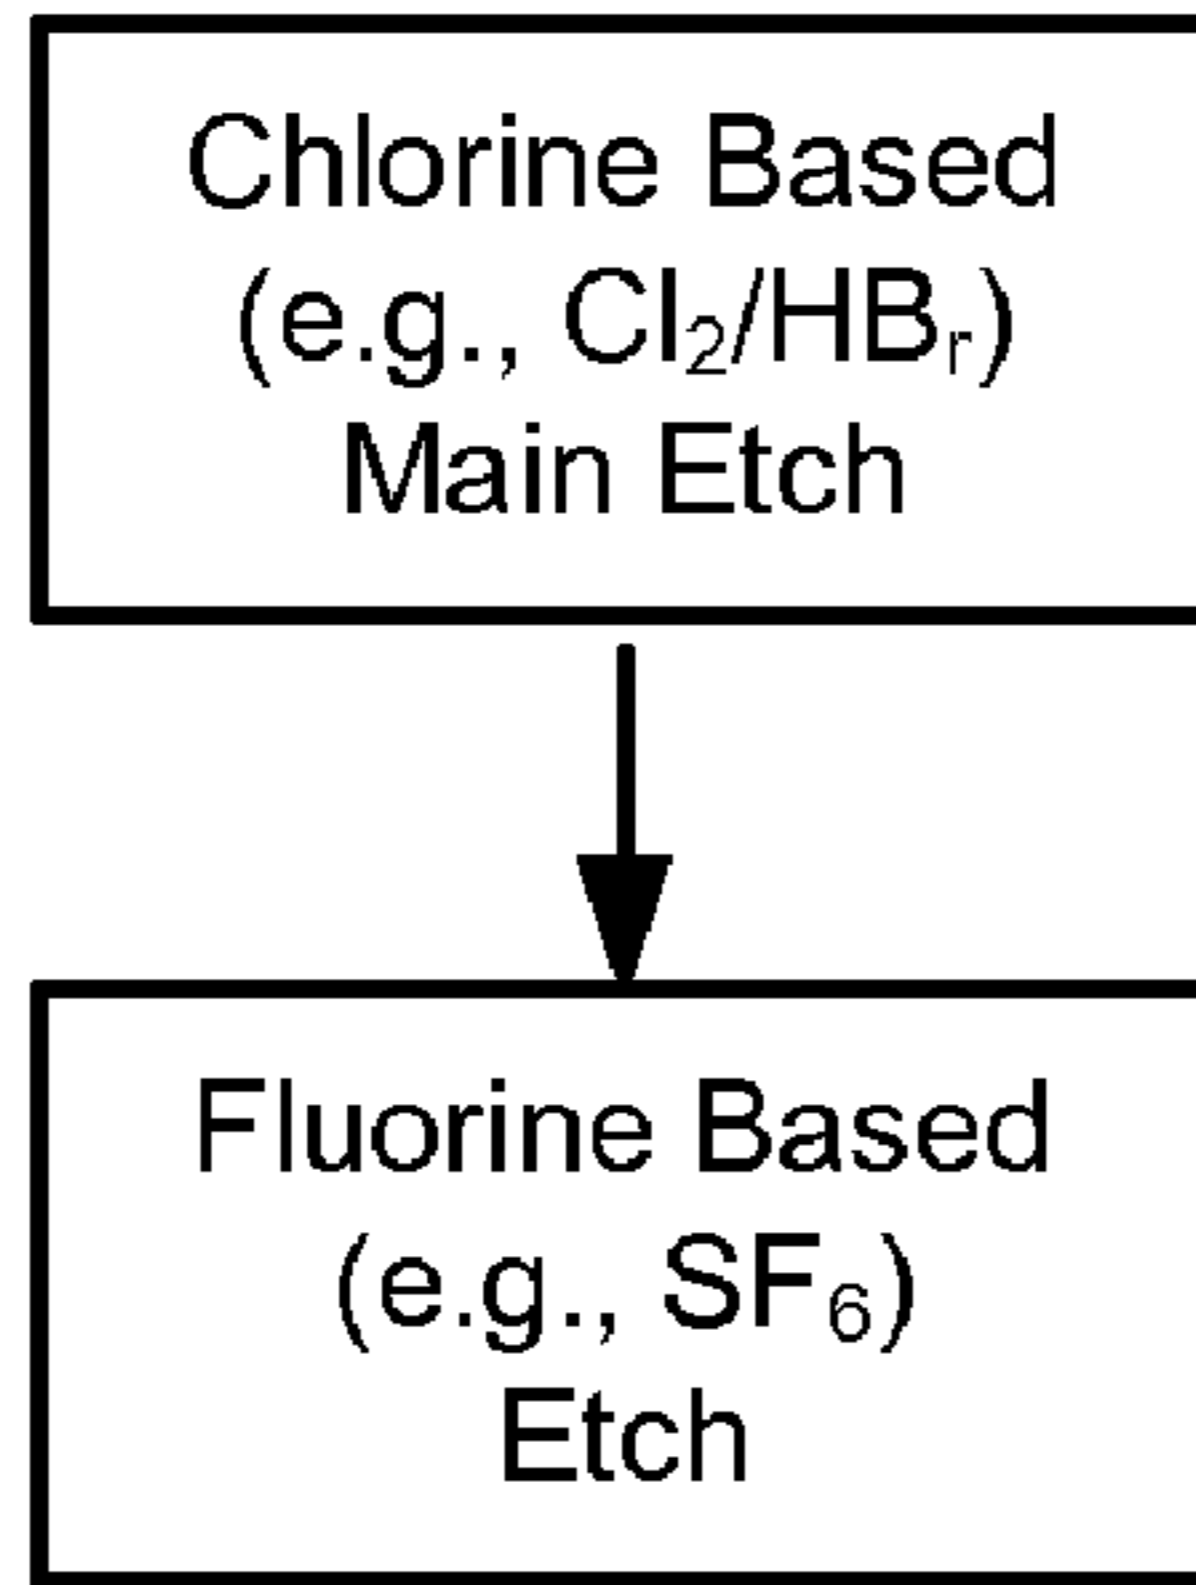 Chlorine Based
(e.g., Cl₂/HBᵣ)
Main Etch
Fluorine Based
(e.g., SF₆)
Etch